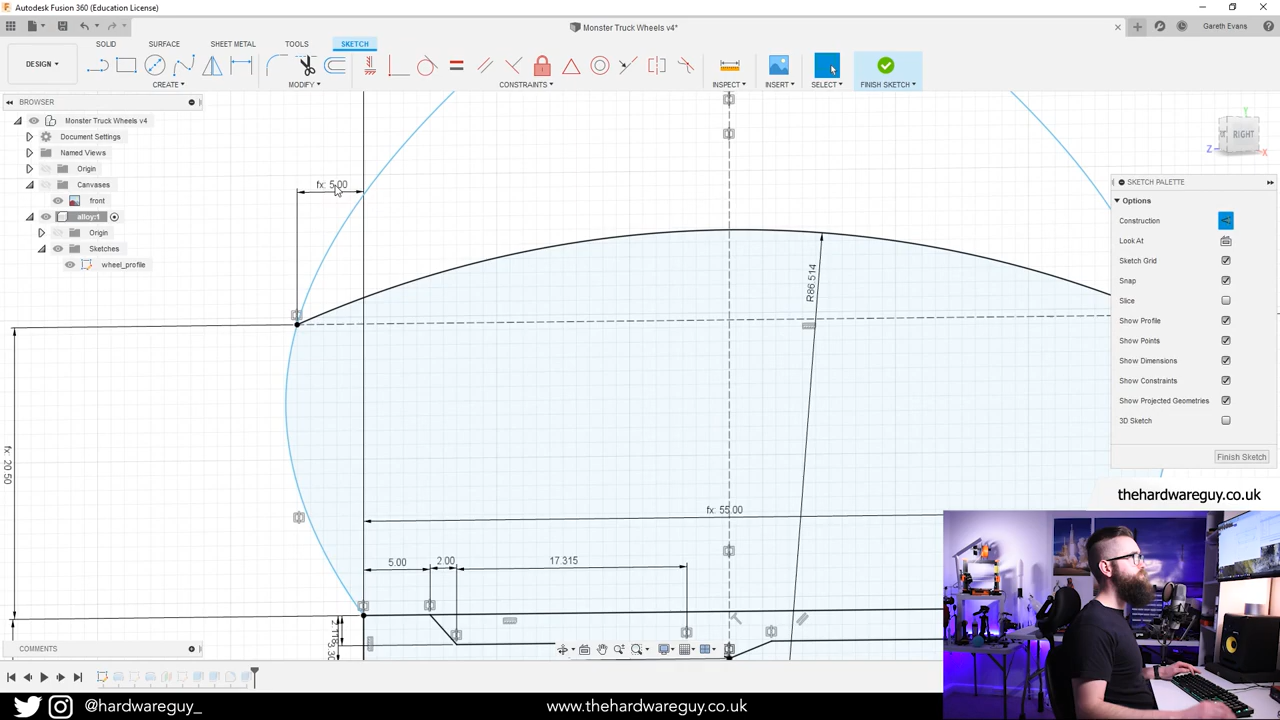 Autodesk Fusion 360 (Education License)
Monster Truck Wheels v4*
Gareth Evans
DESIGN
SOLID SURFACE SHEET METAL TOOLS SKETCH
CREATE MODIFY CONSTRAINTS INSPECT INSERT SELECT FINISH SKETCH
BROWSER
Monster Truck Wheels v4
Document Settings
Named Views
Origin
Canvases
front
alloy:1
Origin
Sketches
wheel_profile
fx: 5.00
R86.514
fx: 20.50
fx: 55.00
5.00 2.00 17.315
RIGHT
Z
X
Y
SKETCH PALETTE
Options
Construction
Look At
Sketch Grid
Snap
Slice
Show Profile
Show Points
Show Dimensions
Show Constraints
Show Projected Geometries
3D Sketch
Finish Sketch
thehardwareguy.co.uk
COMMENTS
@hardwareguy_
www.thehardwareguy.co.uk